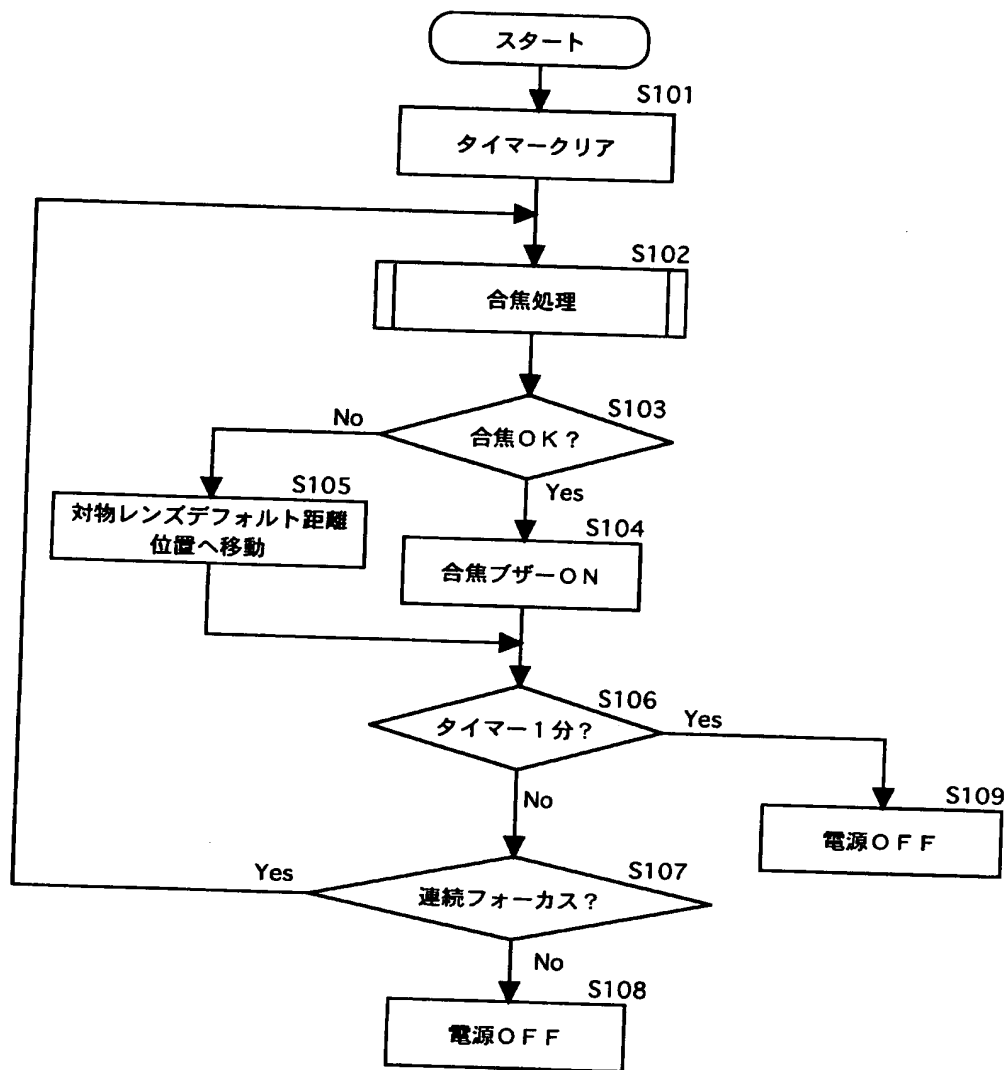 スタート
S101
タイマークリア
S102
合焦処理
S103
合焦OK?
No
Yes
S105
対物レンズデフォルト距離
位置へ移動
S104
合焦ブザーON
S106
タイマー1分?
Yes
No
S109
電源OFF
S107
連続フォーカス?
Yes
No
S108
電源OFF